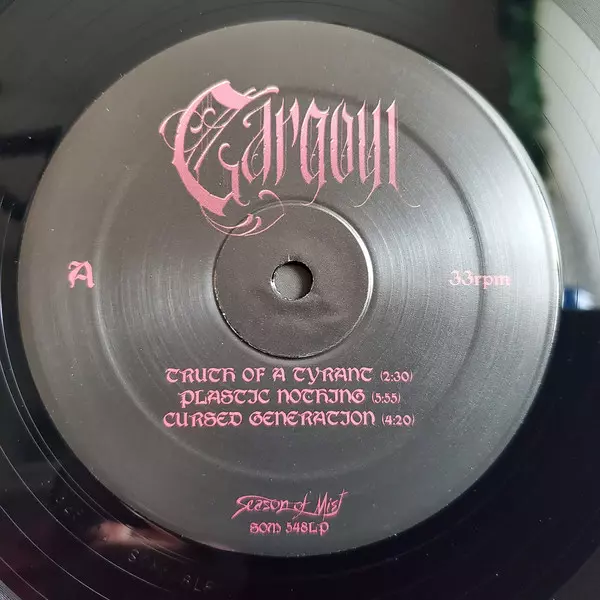 Gargoyl
A
33rpm
TRUTH OF A TYRANT (2:30)
PLASTIC NOTHING (5:55)
CURSED GENERATION (4:20)
Season of Mist
SOM 548LP